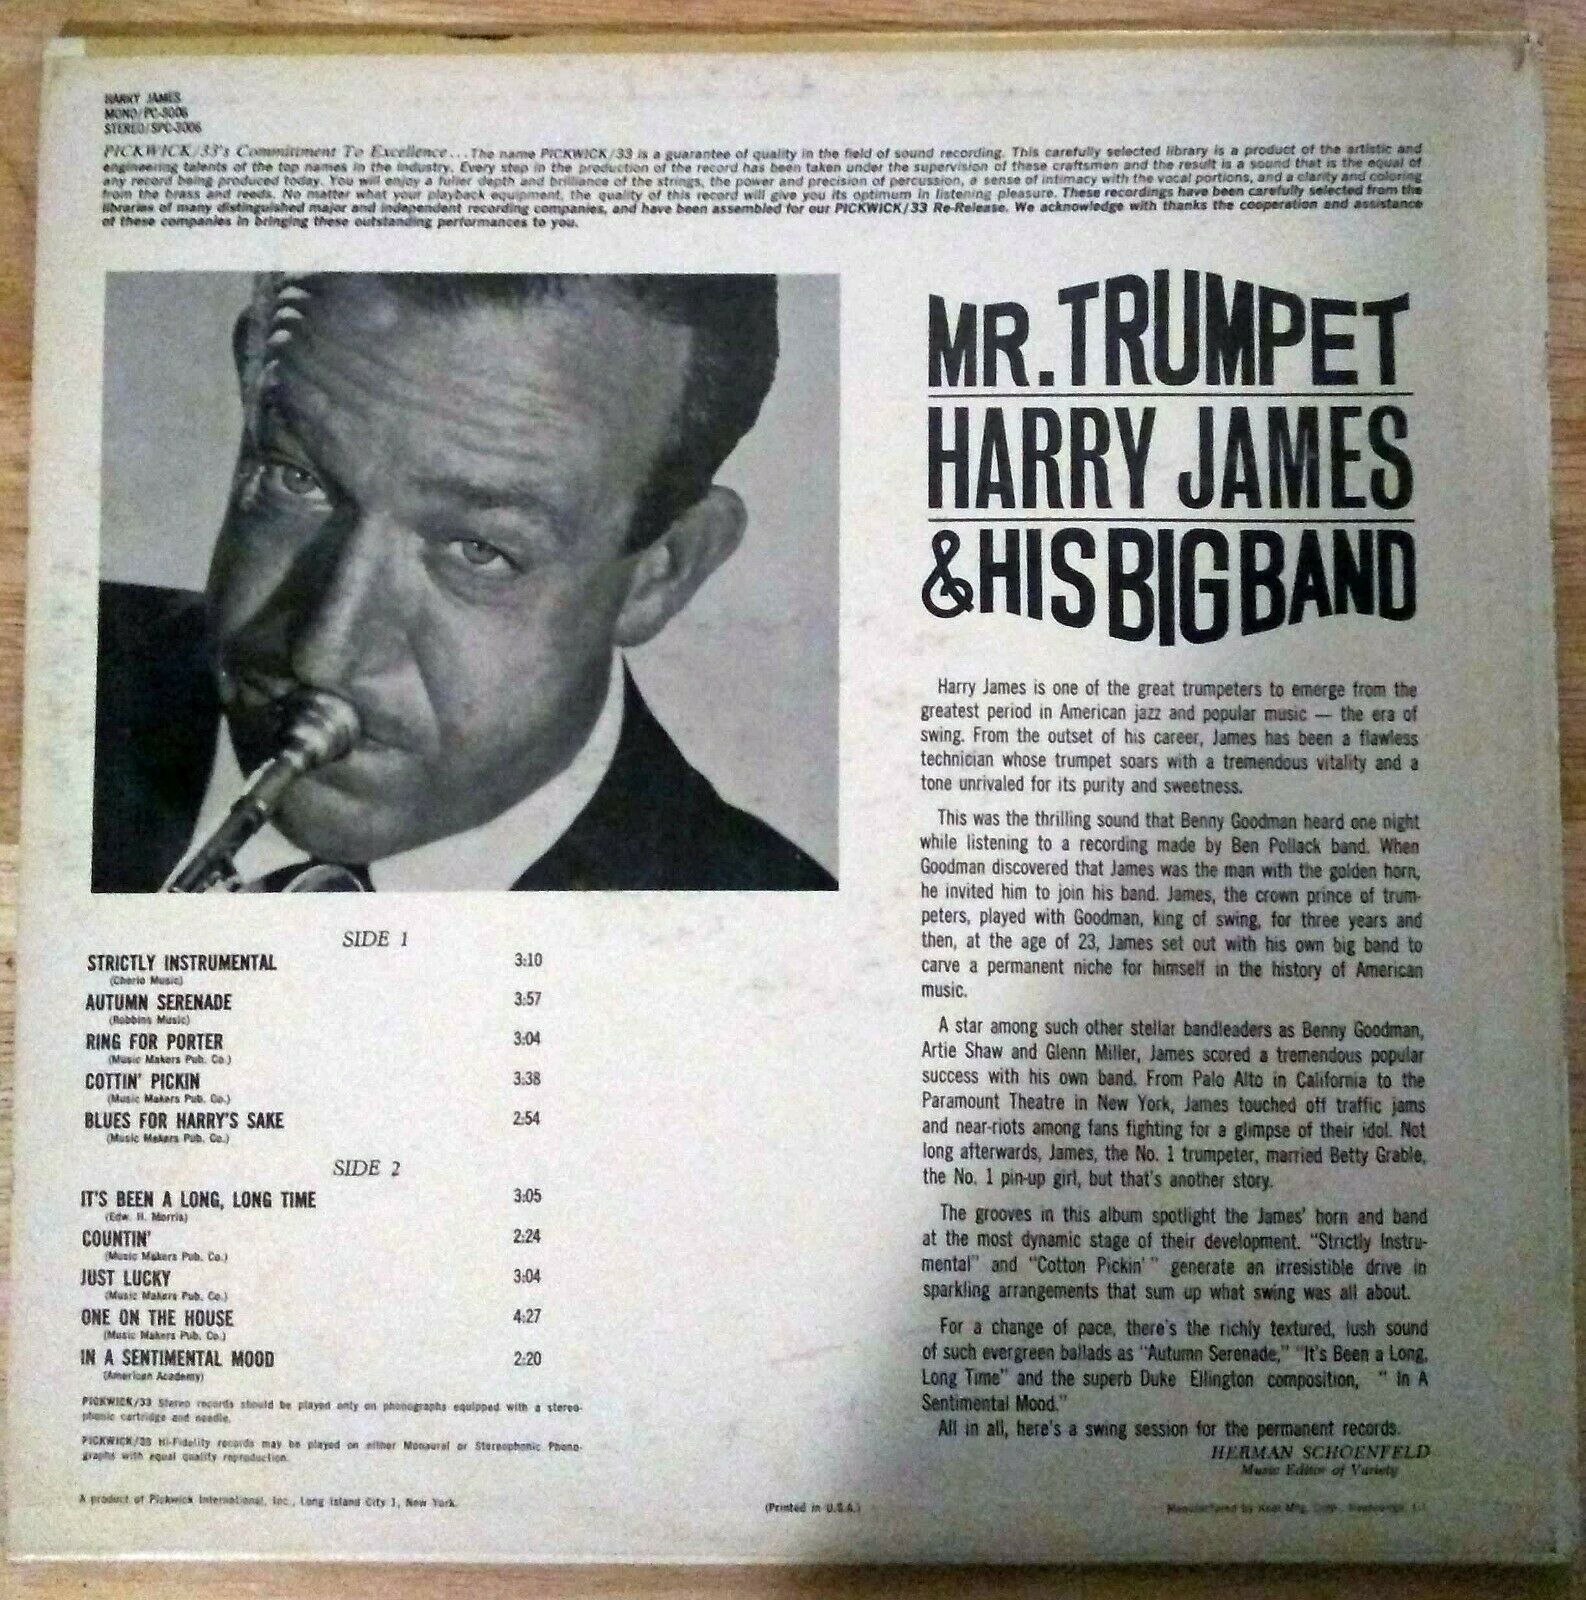 HARRY JAMES
MONO/PC-3006
STEREO/SPC-3006
PICKWICK/33's Committment To Excellence... The name PICKWICK/33 is a guarantee of quality in the field of sound recording. This carefully selected library is a product of the artistic and
engineering talents of the top names in the industry. Every step in the production of the record has been taken under the supervision of these craftsmen and the result is a sound that is the equal of
any record being produced today. You will enjoy a fuller depth and brilliance of the strings, the power and precision of percussion, a sense of intimacy with the vocal portions, and a clarity and coloring
from the brass and reeds. No matter what your playback equipment, the quality of this record will give you its optimum in listening pleasure. These recordings have been carefully selected from the
libraries of many distinguished major and independent recording companies, and have been assembled for our PICKWICK/33 Re-Release. We acknowledge with thanks the cooperation and assistance
of these companies in bringing these outstanding performances to you.
MR. TRUMPET
HARRY JAMES
& HIS BIG BAND
Harry James is one of the great trumpeters to emerge from the
greatest period in American jazz and popular music — the era of
swing. From the outset of his career, James has been a flawless
technician whose trumpet soars with a tremendous vitality and a
tone unrivaled for its purity and sweetness.
This was the thrilling sound that Benny Goodman heard one night
while listening to a recording made by Ben Pollack band. When
Goodman discovered that James was the man with the golden horn,
he invited him to join his band. James, the crown prince of trum-
peters, played with Goodman, king of swing, for three years and
then, at the age of 23, James set out with his own big band to
carve a permanent niche for himself in the history of American
music.
A star among such other stellar bandleaders as Benny Goodman,
Artie Shaw and Glenn Miller, James scored a tremendous popular
success with his own band. From Palo Alto in California to the
Paramount Theatre in New York, James touched off traffic jams
and near-riots among fans fighting for a glimpse of their idol. Not
long afterwards, James, the No. 1 trumpeter, married Betty Grable,
the No. 1 pin-up girl, but that's another story.
The grooves in this album spotlight the James' horn and band
at the most dynamic stage of their development. "Strictly Instru-
mental" and "Cotton Pickin' " generate an irresistible drive in
sparkling arrangements that sum up what swing was all about.
For a change of pace, there's the richly textured, lush sound
of such evergreen ballads as "Autumn Serenade," "It's Been a Long,
Long Time" and the superb Duke Ellington composition, " In A
Sentimental Mood."
All in all, here's a swing session for the permanent records.
HERMAN SCHOENFELD
Music Editor of Variety
SIDE 1
STRICTLY INSTRUMENTAL 3:10
(Cherio Music)
AUTUMN SERENADE 3:57
(Robbins Music)
RING FOR PORTER 3:04
(Music Makers Pub. Co.)
COTTIN' PICKIN 3:38
(Music Makers Pub. Co.)
BLUES FOR HARRY'S SAKE 2:54
(Music Makers Pub. Co.)
SIDE 2
IT'S BEEN A LONG, LONG TIME 3:05
(Edw. H. Morris)
COUNTIN' 2:24
(Music Makers Pub. Co.)
JUST LUCKY 3:04
(Music Makers Pub. Co.)
ONE ON THE HOUSE 4:27
(Music Makers Pub. Co.)
IN A SENTIMENTAL MOOD 2:20
(American Academy)
PICKWICK/33 Stereo records should be played only on phonographs equipped with a stereo-
phonic cartridge and needle.
PICKWICK/33 Hi-Fidelity records may be played on either Monaural or Stereophonic Phono-
graphs with equal quality reproduction.
A product of Pickwick International, Inc., Long Island City 1, New York.
(Printed in U.S.A.)
Manufactured by Keel Mfg. Corp.